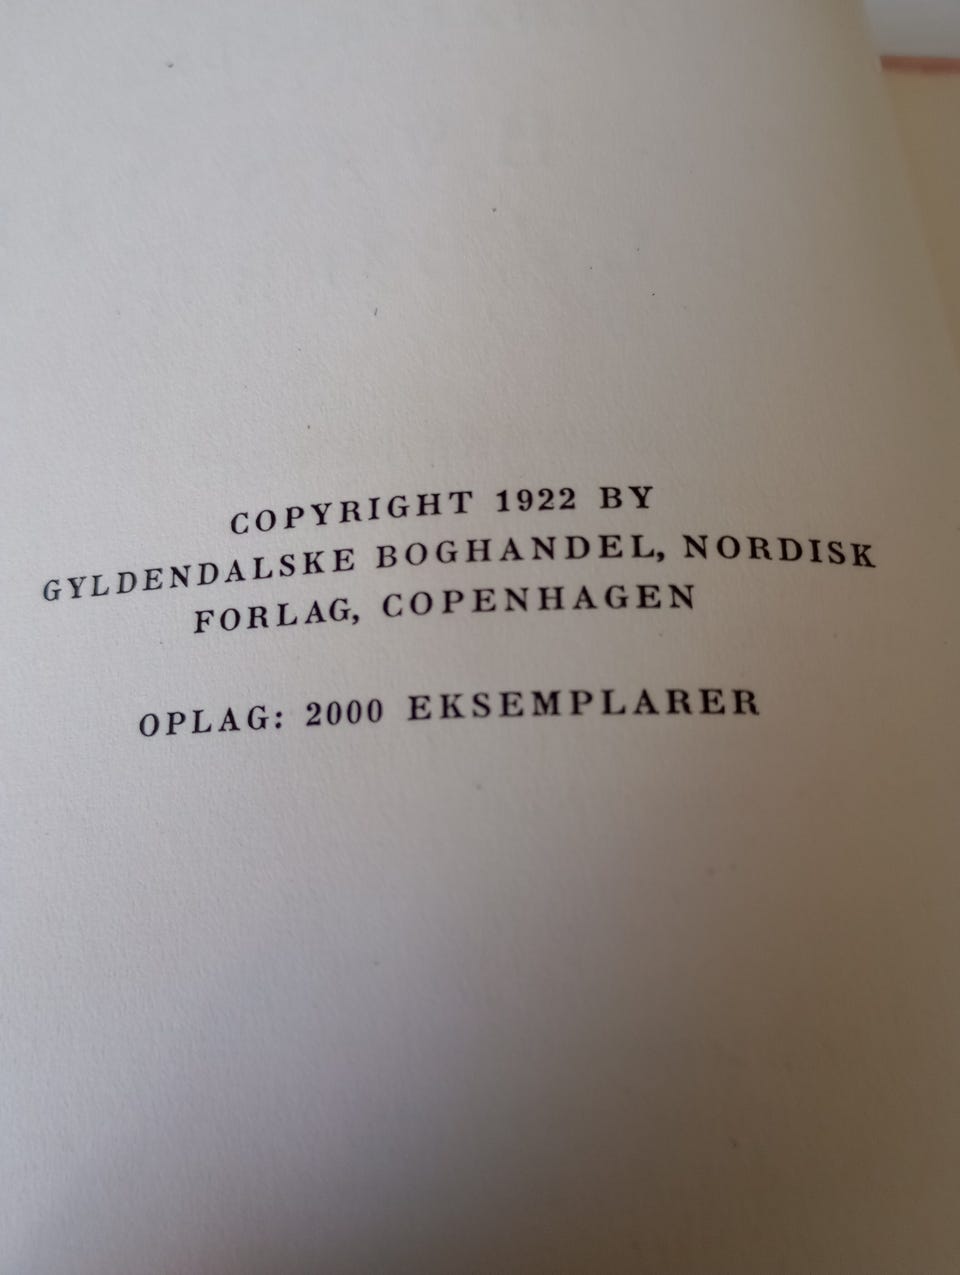 COPYRIGHT 1922 BY
GYLDENDALSKE BOGHANDEL, NORDISK
FORLAG, COPENHAGEN
OPLAG: 2000 EKSEMPLARER